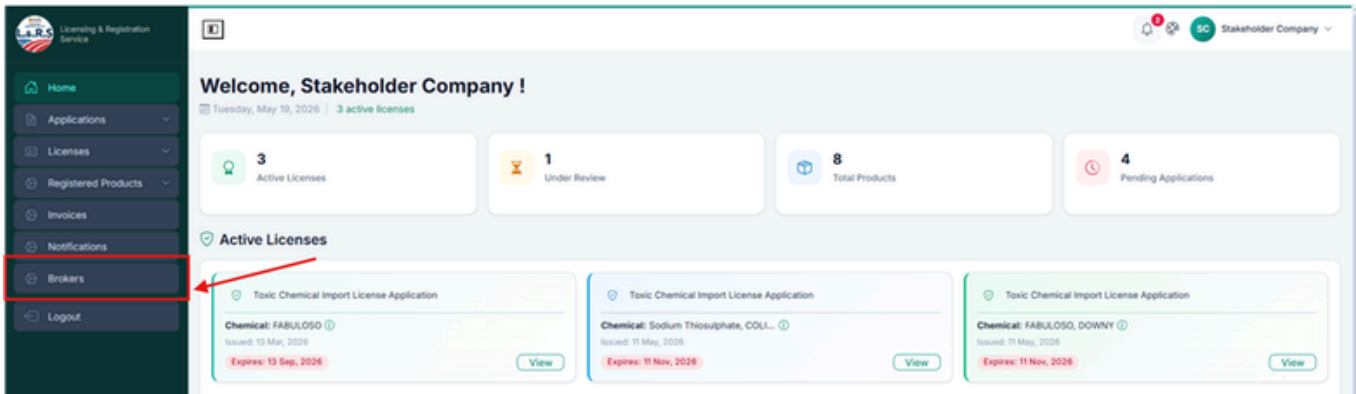 L.&.R.S
Licensing & Registration
Service
Home
Applications
Licenses
Registered Products
Invoices
Notifications
Brokers
Logout
2
SC
Stakeholder Company
Welcome, Stakeholder Company !
Tuesday, May 19, 2026 | 3 active licenses
3
Active Licenses
1
Under Review
8
Total Products
4
Pending Applications
Active Licenses
Toxic Chemical Import License Application
Chemical: FABULOSO
Issued: 13 Mar, 2026
Expires: 13 Sep, 2026
View
Toxic Chemical Import License Application
Chemical: Sodium Thiosulphate, COLI...
Issued: 11 May, 2026
Expires: 11 Nov, 2026
View
Toxic Chemical Import License Application
Chemical: FABULOSO, DOWNY
Issued: 11 May, 2026
Expires: 11 Nov, 2026
View